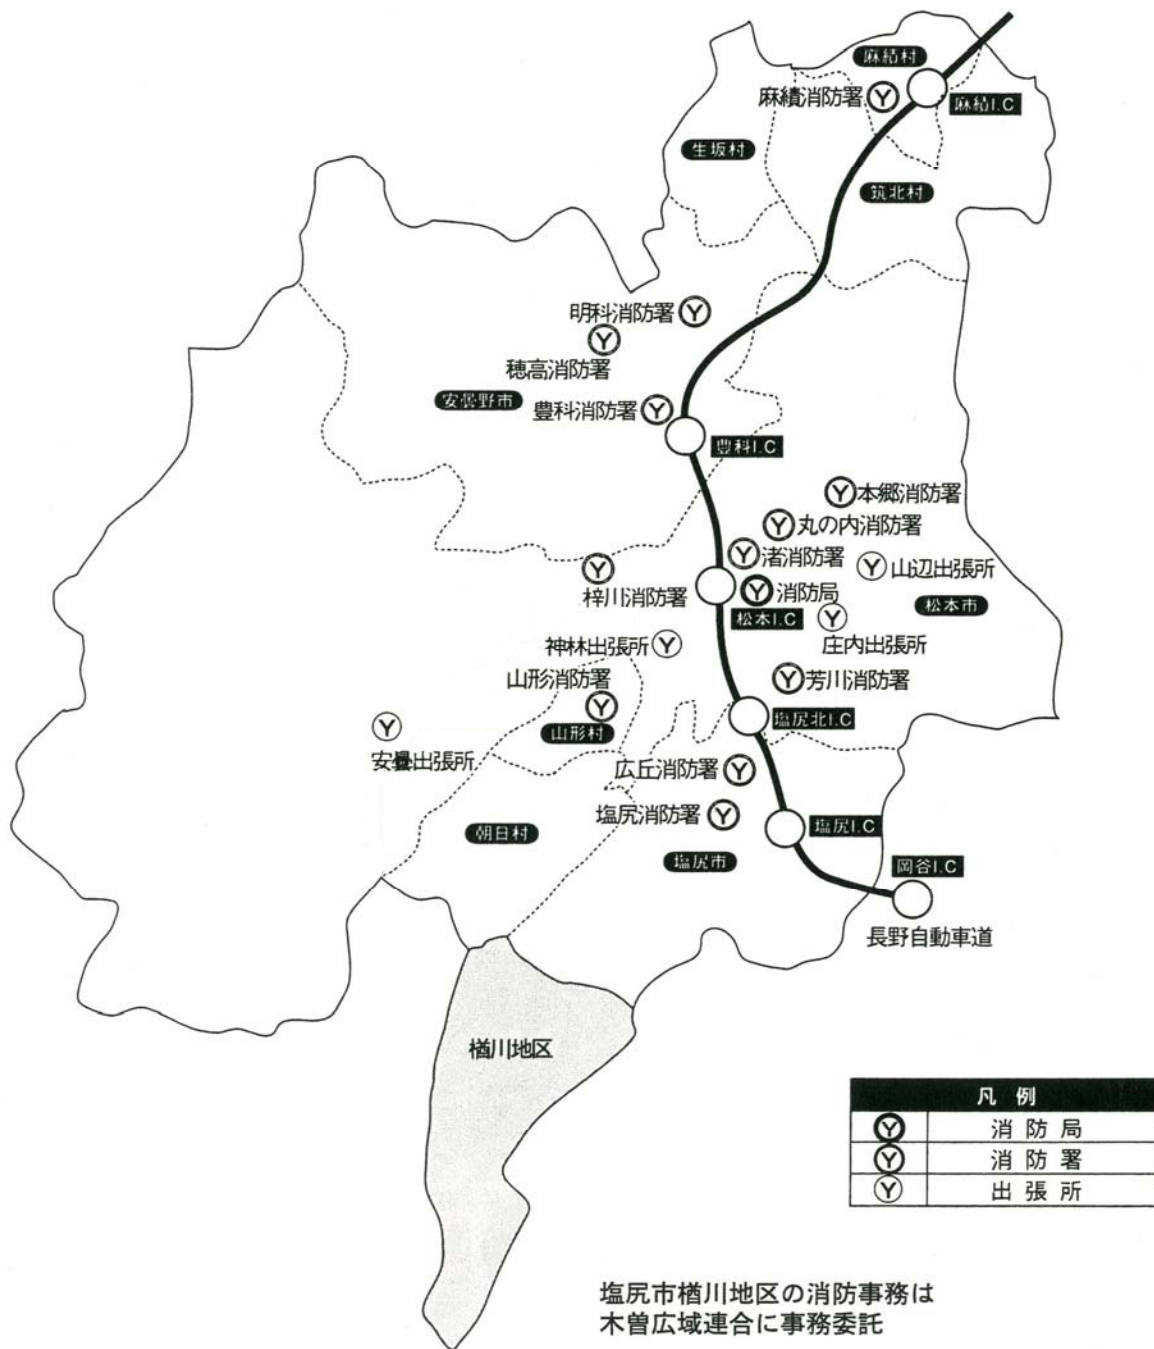 麻績村
麻績消防署
麻績I.C
生坂村
筑北村
明科消防署
穂高消防署
安曇野市
豊科消防署
豊科I.C
本郷消防署
丸の内消防署
渚消防署
山辺出張所
梓川消防署
消防局
松本I.C
松本市
庄内出張所
神林出張所
山形消防署
芳川消防署
山形村
塩尻北I.C
安曇出張所
広丘消防署
塩尻消防署
塩尻I.C
朝日村
塩尻市
岡谷I.C
長野自動車道
楢川地区
凡例
消防局
消防署
出張所
塩尻市楢川地区の消防事務は
木曽広域連合に事務委託